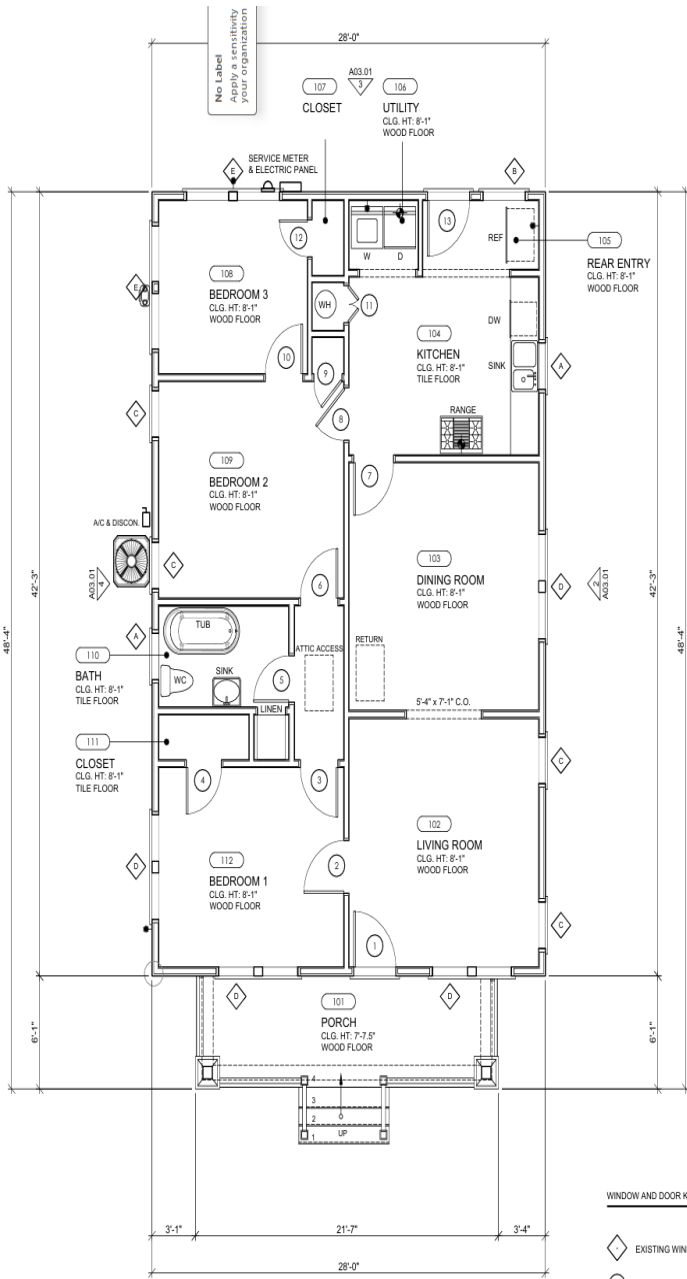 No Label
Apply a sensitivity
your organization
28'-0"
A03.01
3
107
CLOSET
106
UTILITY
CLG. HT: 8'-1"
WOOD FLOOR
E
SERVICE METER
& ELECTRIC PANEL
B
13
12
REF
105
REAR ENTRY
CLG. HT: 8'-1"
WOOD FLOOR
W
D
108
BEDROOM 3
CLG. HT: 8'-1"
WOOD FLOOR
E
WH
11
DW
104
KITCHEN
CLG. HT: 8'-1"
TILE FLOOR
SINK
A
10
9
RANGE
C
8
109
BEDROOM 2
CLG. HT: 8'-1"
WOOD FLOOR
7
A/C & DISCON.
C
6
103
DINING ROOM
CLG. HT: 8'-1"
WOOD FLOOR
D
A03.01
4
A03.01
2
42'-3"
48'-4"
42'-3"
48'-4"
A
TUB
ATTIC ACCESS
RETURN
110
BATH
CLG. HT: 8'-1"
TILE FLOOR
WC
SINK
5
LINEN
5'-4" x 7'-1" C.O.
111
CLOSET
CLG. HT: 8'-1"
TILE FLOOR
4
3
C
102
LIVING ROOM
CLG. HT: 8'-1"
WOOD FLOOR
D
112
BEDROOM 1
CLG. HT: 8'-1"
WOOD FLOOR
2
1
C
D
D
101
PORCH
CLG. HT: 7'-7.5"
WOOD FLOOR
6'-1"
6'-1"
4
3
2
1
UP
WINDOW AND DOOR K
EXISTING WIN
3'-1"
21'-7"
3'-4"
28'-0"